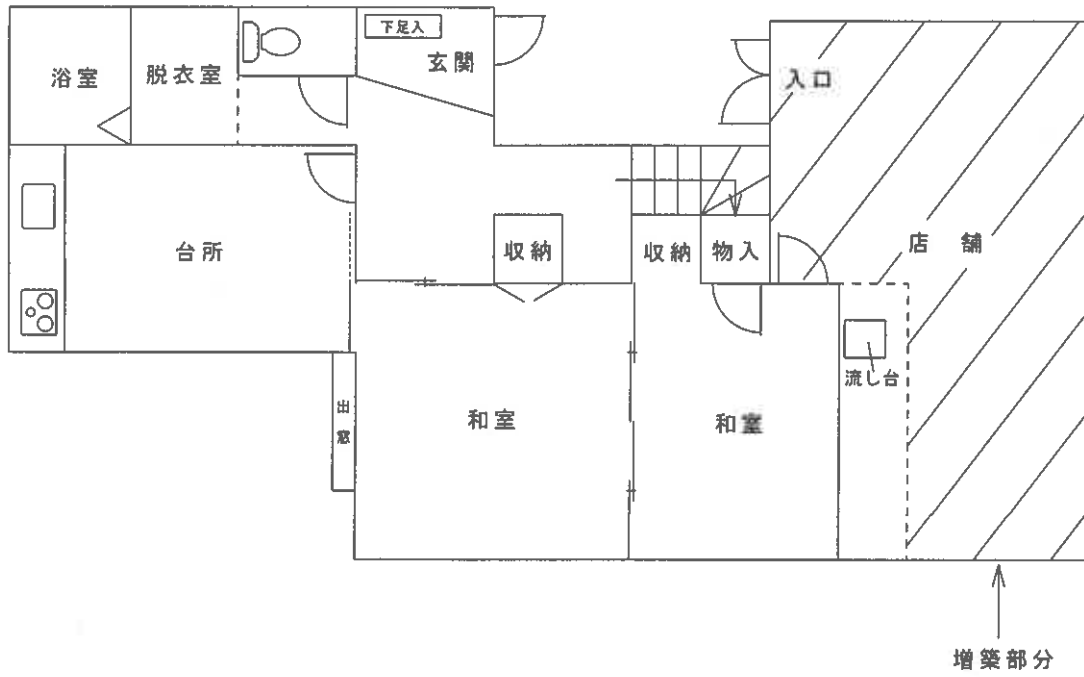 下足入
玄関
浴室
脱衣室
入口
台所
収納
収納
物入
店舗
流し台
出窓
和室
和室
増築部分